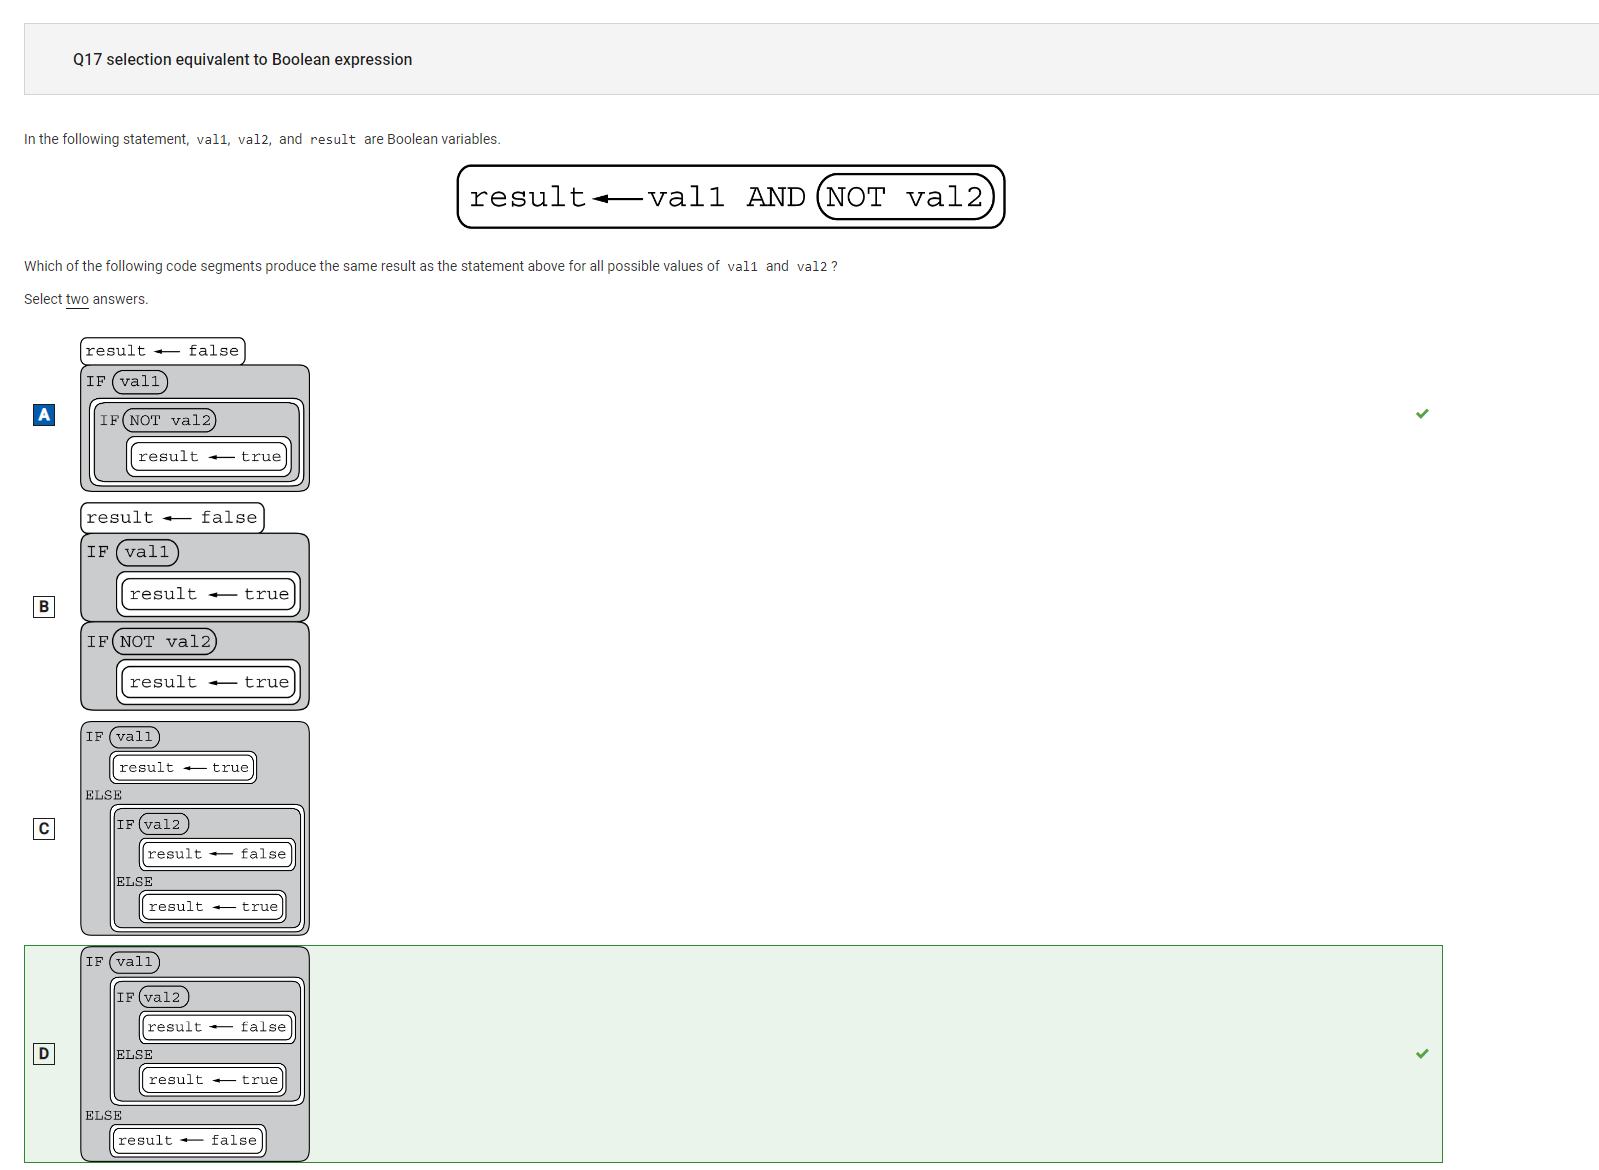 Q17 selection equivalent to Boolean expression
In the following statement, val1, val2, and result are Boolean variables.
result ← val1 AND NOT val2
Which of the following code segments produce the same result as the statement above for all possible values of val1 and val2 ?
Select two answers.
A
result ← false
IF val1
IF NOT val2
result ← true
B
result ← false
IF val1
result ← true
IF NOT val2
result ← true
C
IF val1
result ← true
ELSE
IF val2
result ← false
ELSE
result ← true
D
IF val1
IF val2
result ← false
ELSE
result ← true
ELSE
result ← false